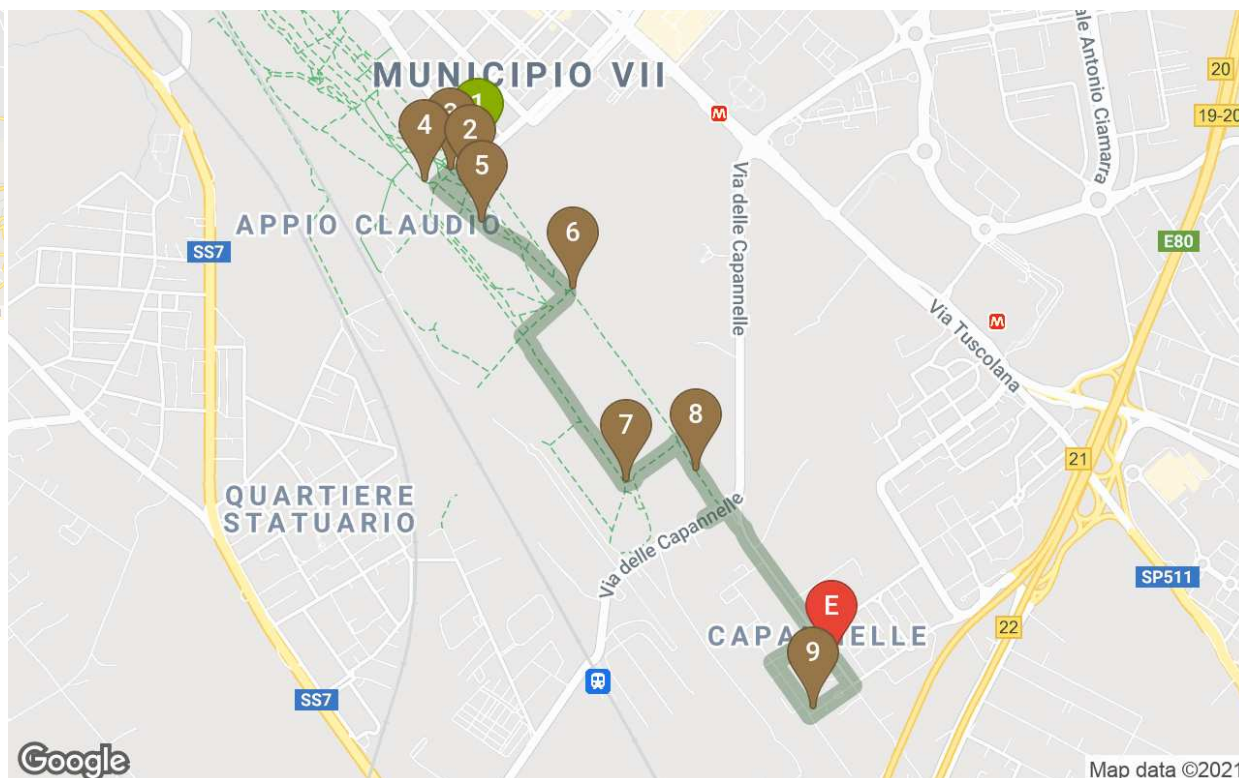 ale Antonio Ciamarra
20
19-20
MUNICIPIO VII
1
3
2
4
5
APPIO CLAUDIO
SS7
6
Via delle Capannelle
E80
Via Tuscolana
7
8
21
QUARTIERE
STATUARIO
Via delle Capannelle
SP511
E
22
9
SS7
Google
Map data ©2021